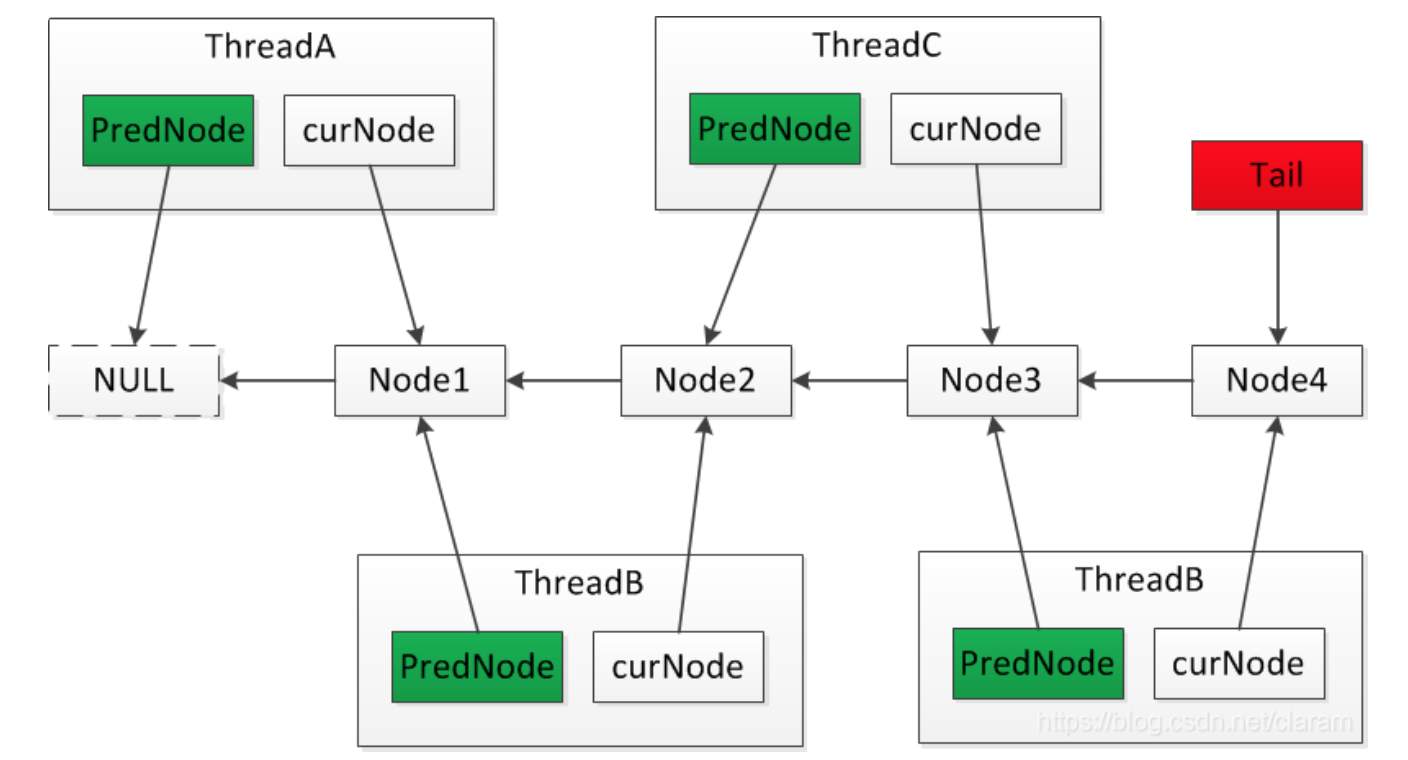 ThreadA
PredNode
curNode
ThreadC
PredNode
curNode
Tail
NULL
Node1
Node2
Node3
Node4
ThreadB
PredNode
curNode
ThreadB
PredNode
curNode
https://blog.csdn.net/claram